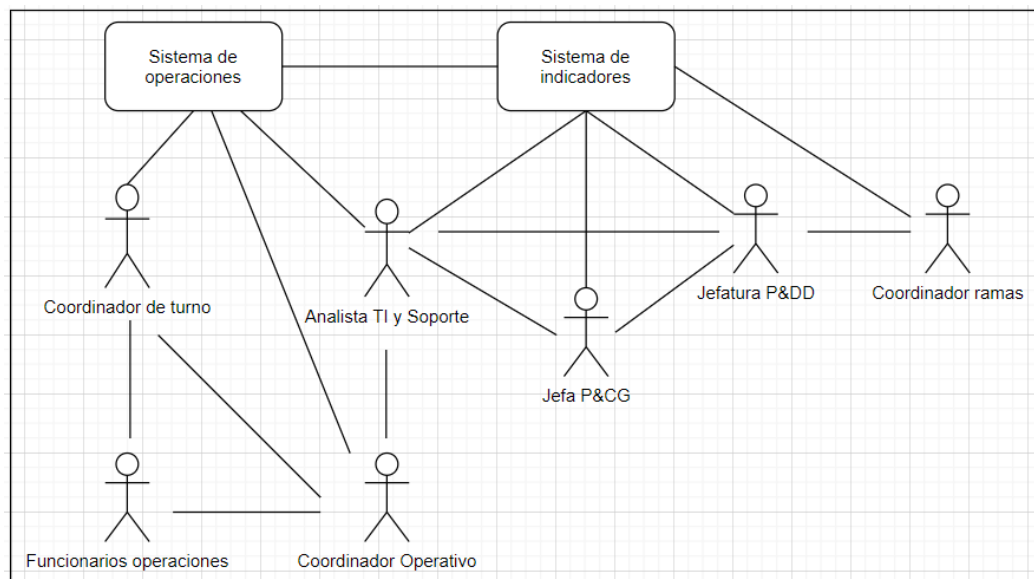 Sistema de
operaciones
Sistema de
indicadores
Coordinador de turno
Analista TI y Soporte
Jefatura P&DD
Coordinador ramas
Jefa P&CG
Funcionarios operaciones
Coordinador Operativo